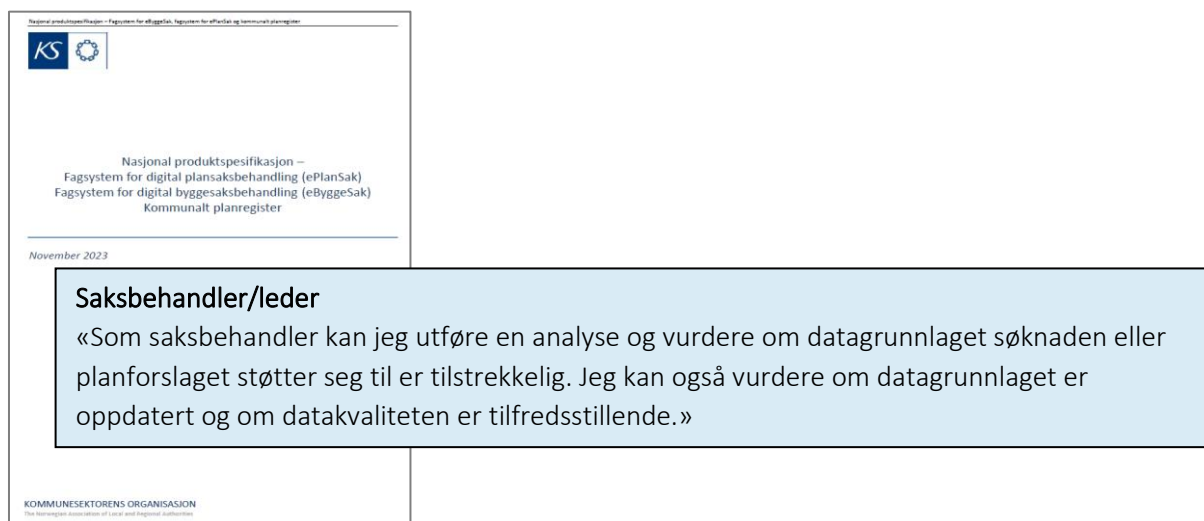 Nasjonal produktspesifikasjon – Fagsystem for eByggeSak, fagsystem for ePlanSak og kommunalt planregister
KS
Nasjonal produktspesifikasjon –
Fagsystem for digital plansaksbehandling (ePlanSak)
Fagsystem for digital byggesaksbehandling (eByggeSak)
Kommunalt planregister
November 2023
Saksbehandler/leder
«Som saksbehandler kan jeg utføre en analyse og vurdere om datagrunnlaget søknaden eller
planforslaget støtter seg til er tilstrekkelig. Jeg kan også vurdere om datagrunnlaget er
oppdatert og om datakvaliteten er tilfredsstillende.»
KOMMUNESEKTORENS ORGANISASJON
The Norwegian Association of Local and Regional Authorities